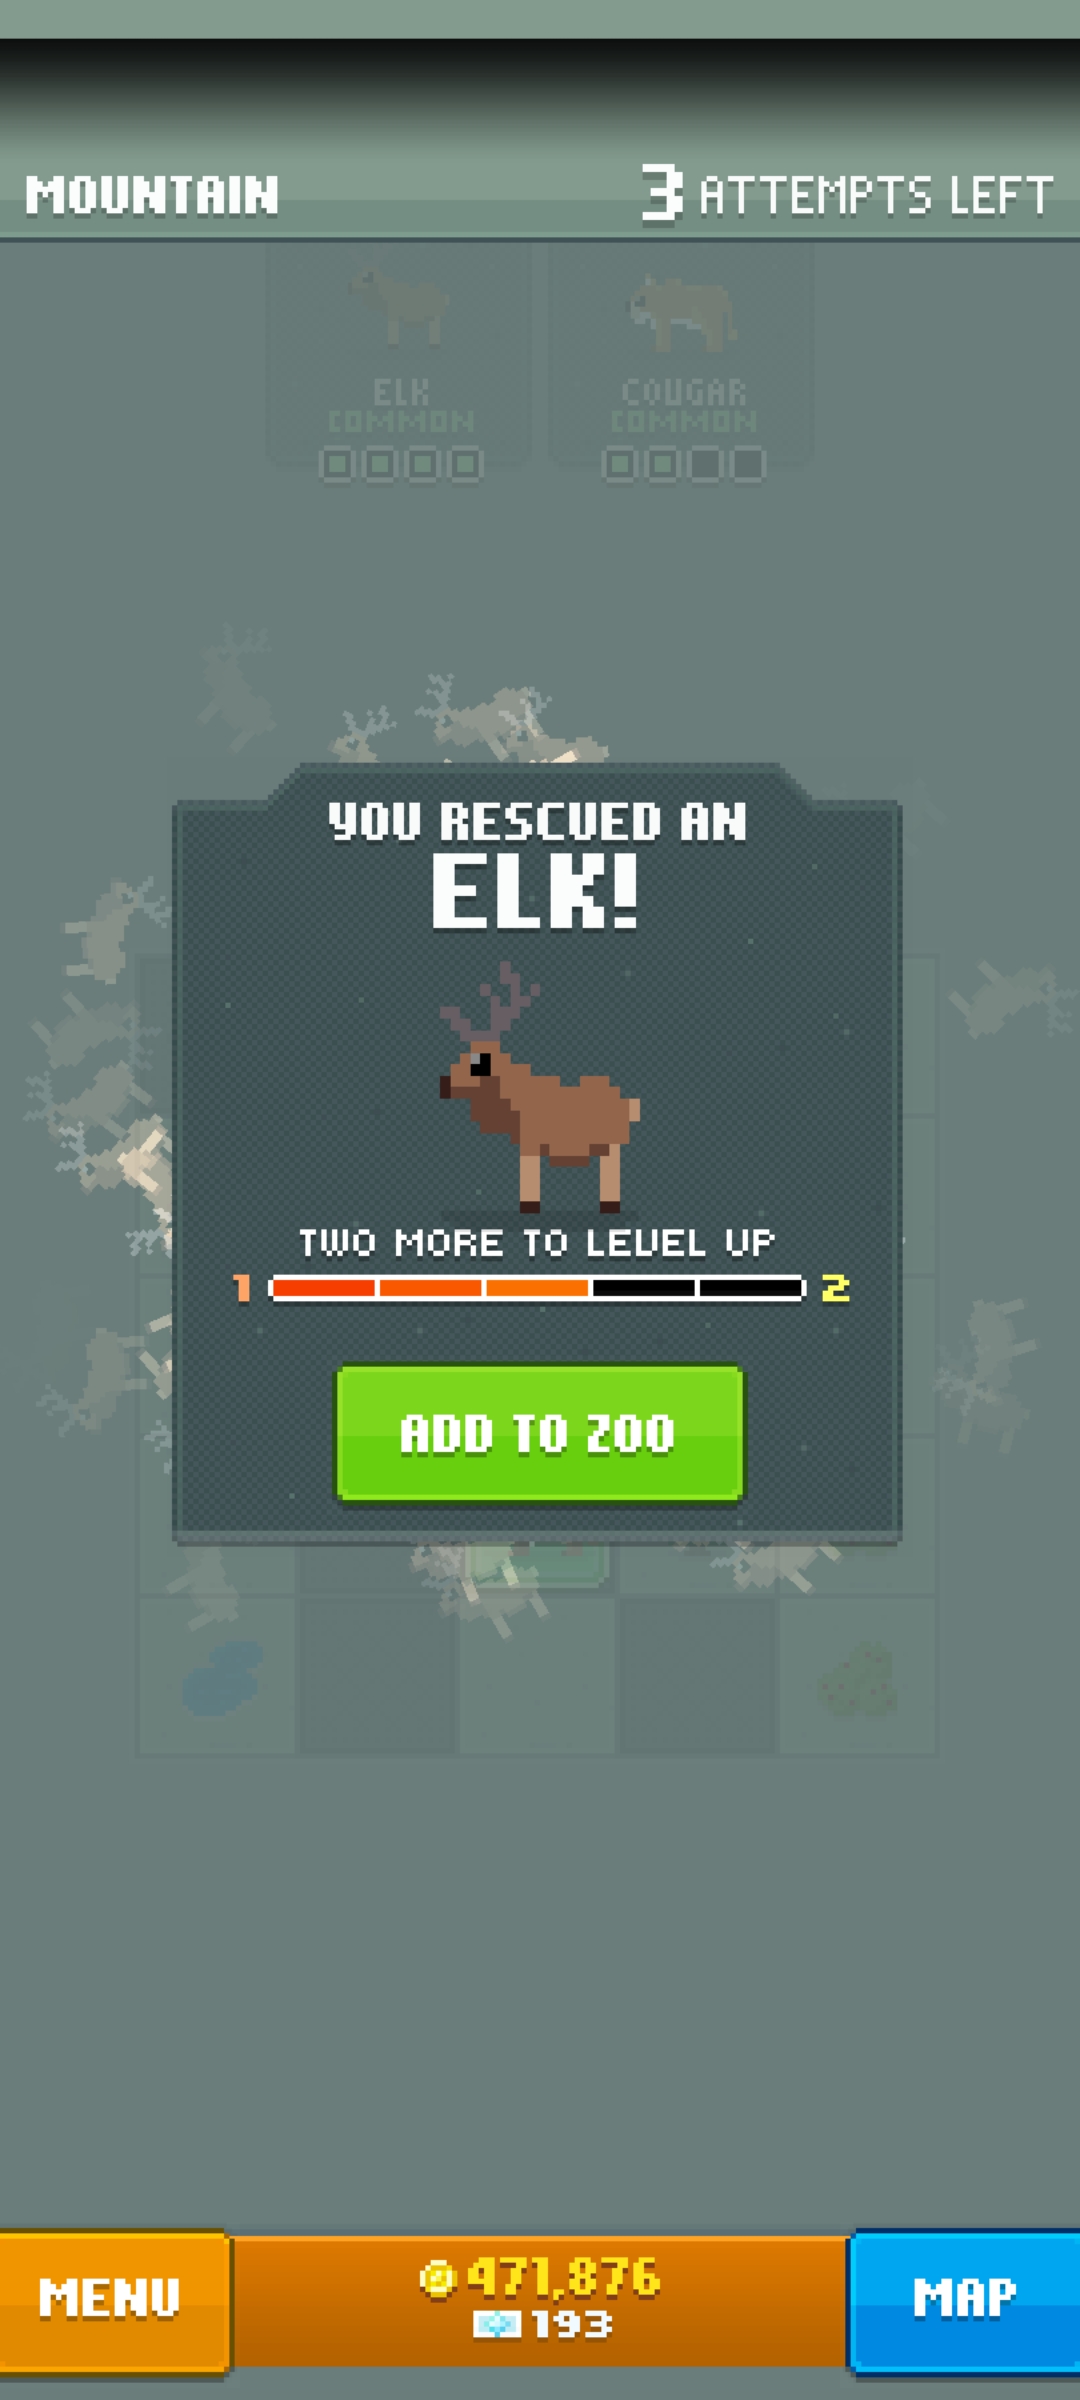 MOUNTAIN
3 ATTEMPTS LEFT
ELK
COMMON
COUGAR
COMMON
YOU RESCUED AN
ELK!
TWO MORE TO LEVEL UP
1
2
ADD TO ZOO
MENU
471,876
193
MAP